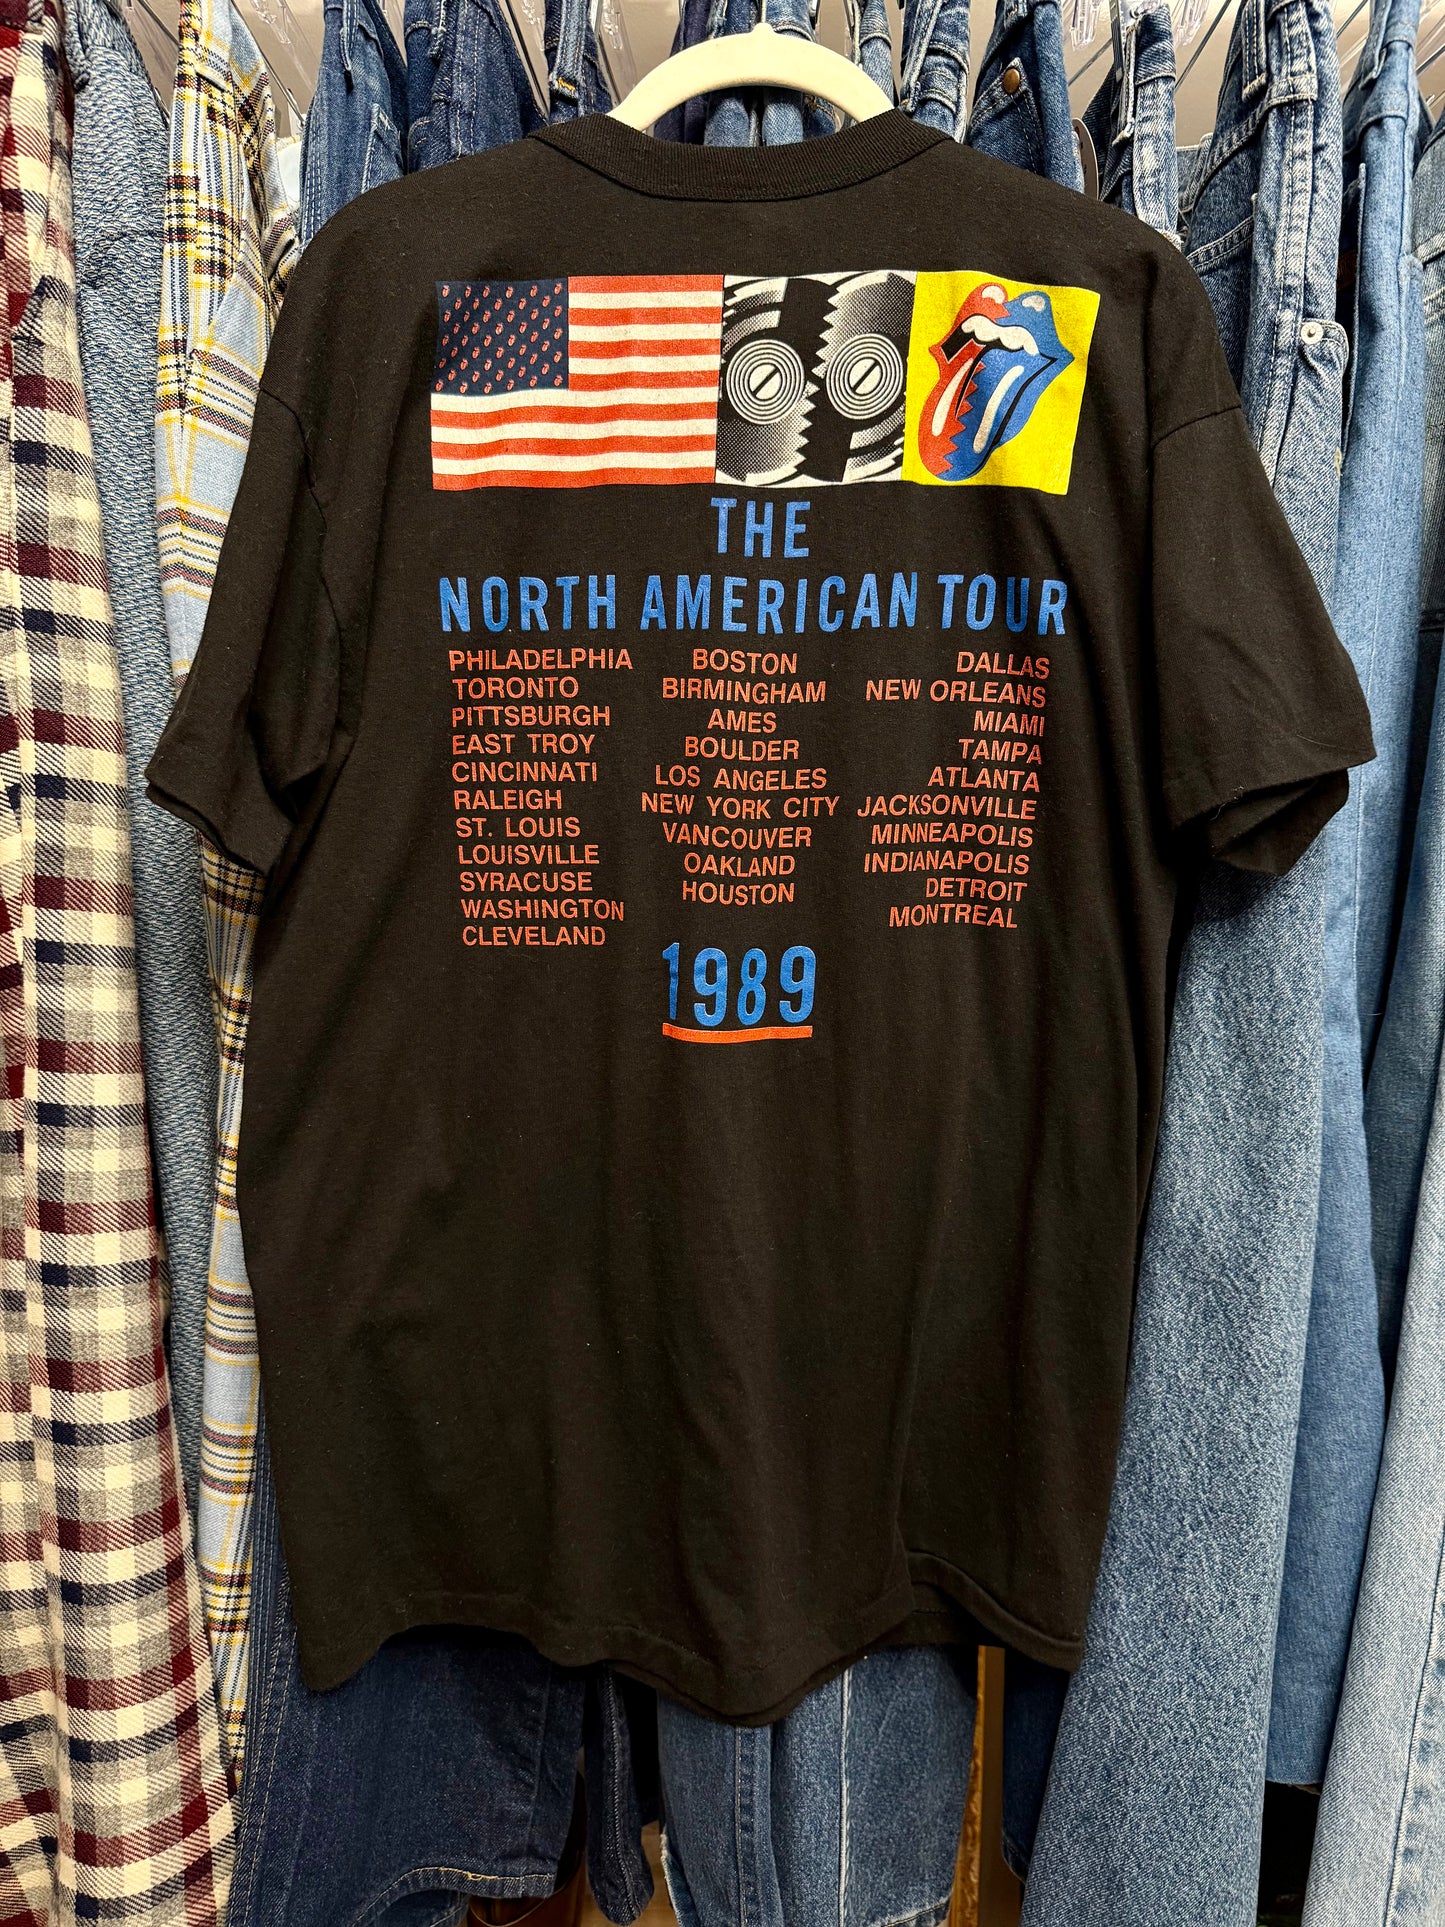 THE
NORTH AMERICAN TOUR
PHILADELPHIA
TORONTO
PITTSBURGH
EAST TROY
CINCINNATI
RALEIGH
ST. LOUIS
LOUISVILLE
SYRACUSE
WASHINGTON
CLEVELAND
BOSTON
BIRMINGHAM
AMES
BOULDER
LOS ANGELES
NEW YORK CITY
VANCOUVER
OAKLAND
HOUSTON
DALLAS
NEW ORLEANS
MIAMI
TAMPA
ATLANTA
JACKSONVILLE
MINNEAPOLIS
INDIANAPOLIS
DETROIT
MONTREAL
1989